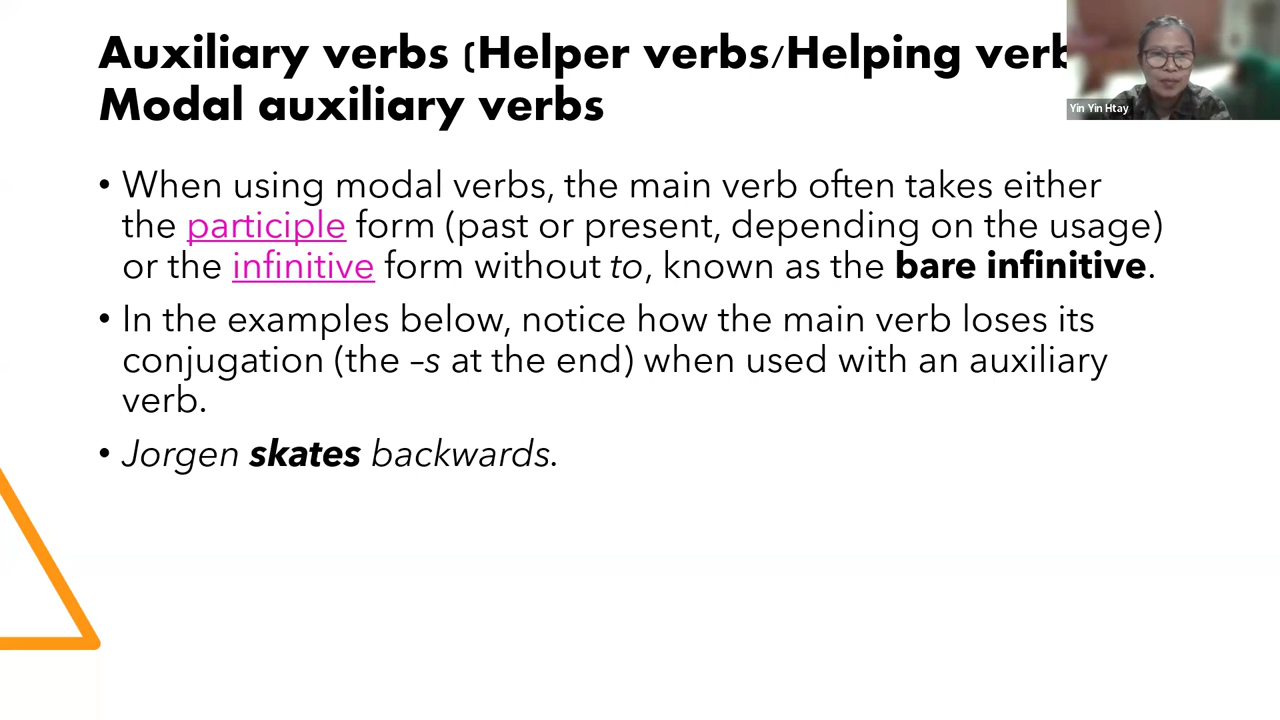 Auxiliary verbs (Helper verbs/Helping
Modal auxiliary verbs
Yin Yin Htay
• When using modal verbs, the main verb often takes either
the participle form (past or present, depending on the usage)
or the infinitive form without to, known as the bare infinitive.
• In the examples below, notice how the main verb loses its
conjugation (the –s at the end) when used with an auxiliary
verb.
• Jorgen skates backwards.